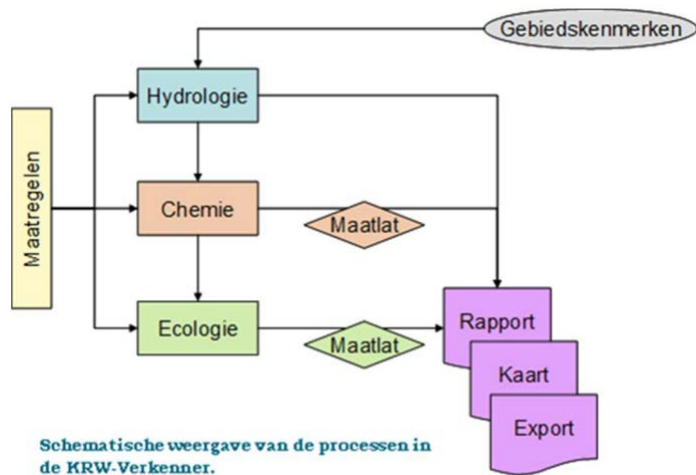 Gebiedskenmerken
Hydrologie
Maatregelen
Chemie
Maatlat
Ecologie
Maatlat
Rapport
Kaart
Export
Schematische weergave van de processen in
de KRW-Verkenner.